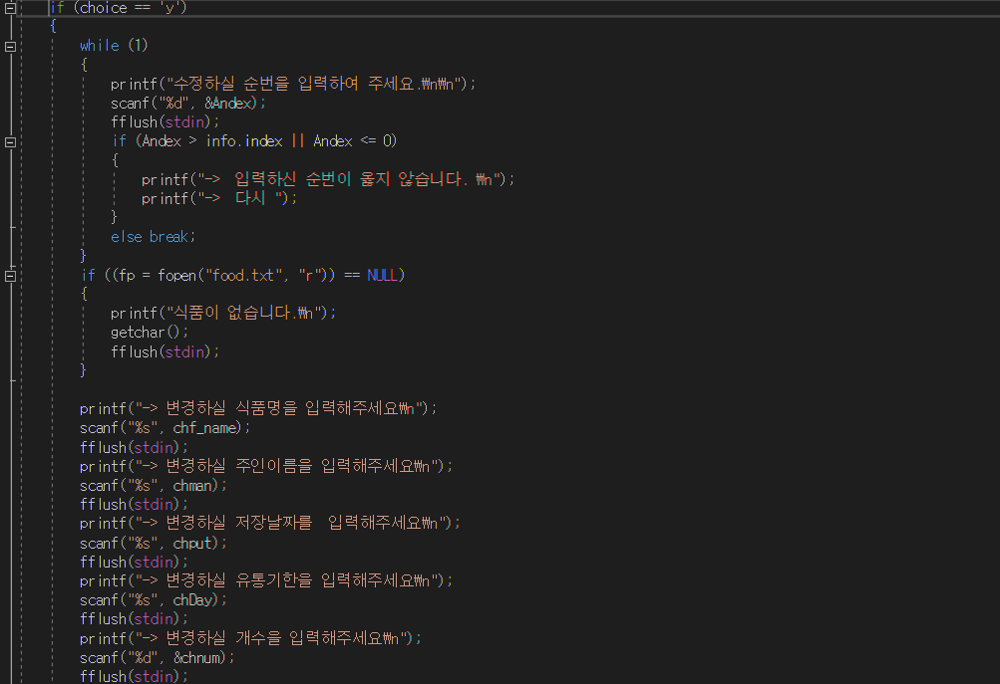 if (choice == 'y')
{
while (1)
{
printf("수정하실 순번을 입력하여 주세요.₩n₩n");
scanf("%d", &Andex);
fflush(stdin);
if (Andex > info.index || Andex <= 0)
{
printf("-> 입력하신 순번이 옳지 않습니다. ₩n");
printf("-> 다시 ");
}
else break;
}
if ((fp = fopen("food.txt", "r")) == NULL)
{
printf("식품이 없습니다.₩n");
getchar();
fflush(stdin);
}
printf("-> 변경하실 식품명을 입력해주세요₩n");
scanf("%s", chf_name);
fflush(stdin);
printf("-> 변경하실 주인이름을 입력해주세요₩n");
scanf("%s", chman);
fflush(stdin);
printf("-> 변경하실 저장날짜를  입력해주세요₩n");
scanf("%s", chput);
fflush(stdin);
printf("-> 변경하실 유통기한을 입력해주세요₩n");
scanf("%s", chDay);
fflush(stdin);
printf("-> 변경하실 개수을 입력해주세요₩n");
scanf("%d", &chnum);
fflush(stdin);